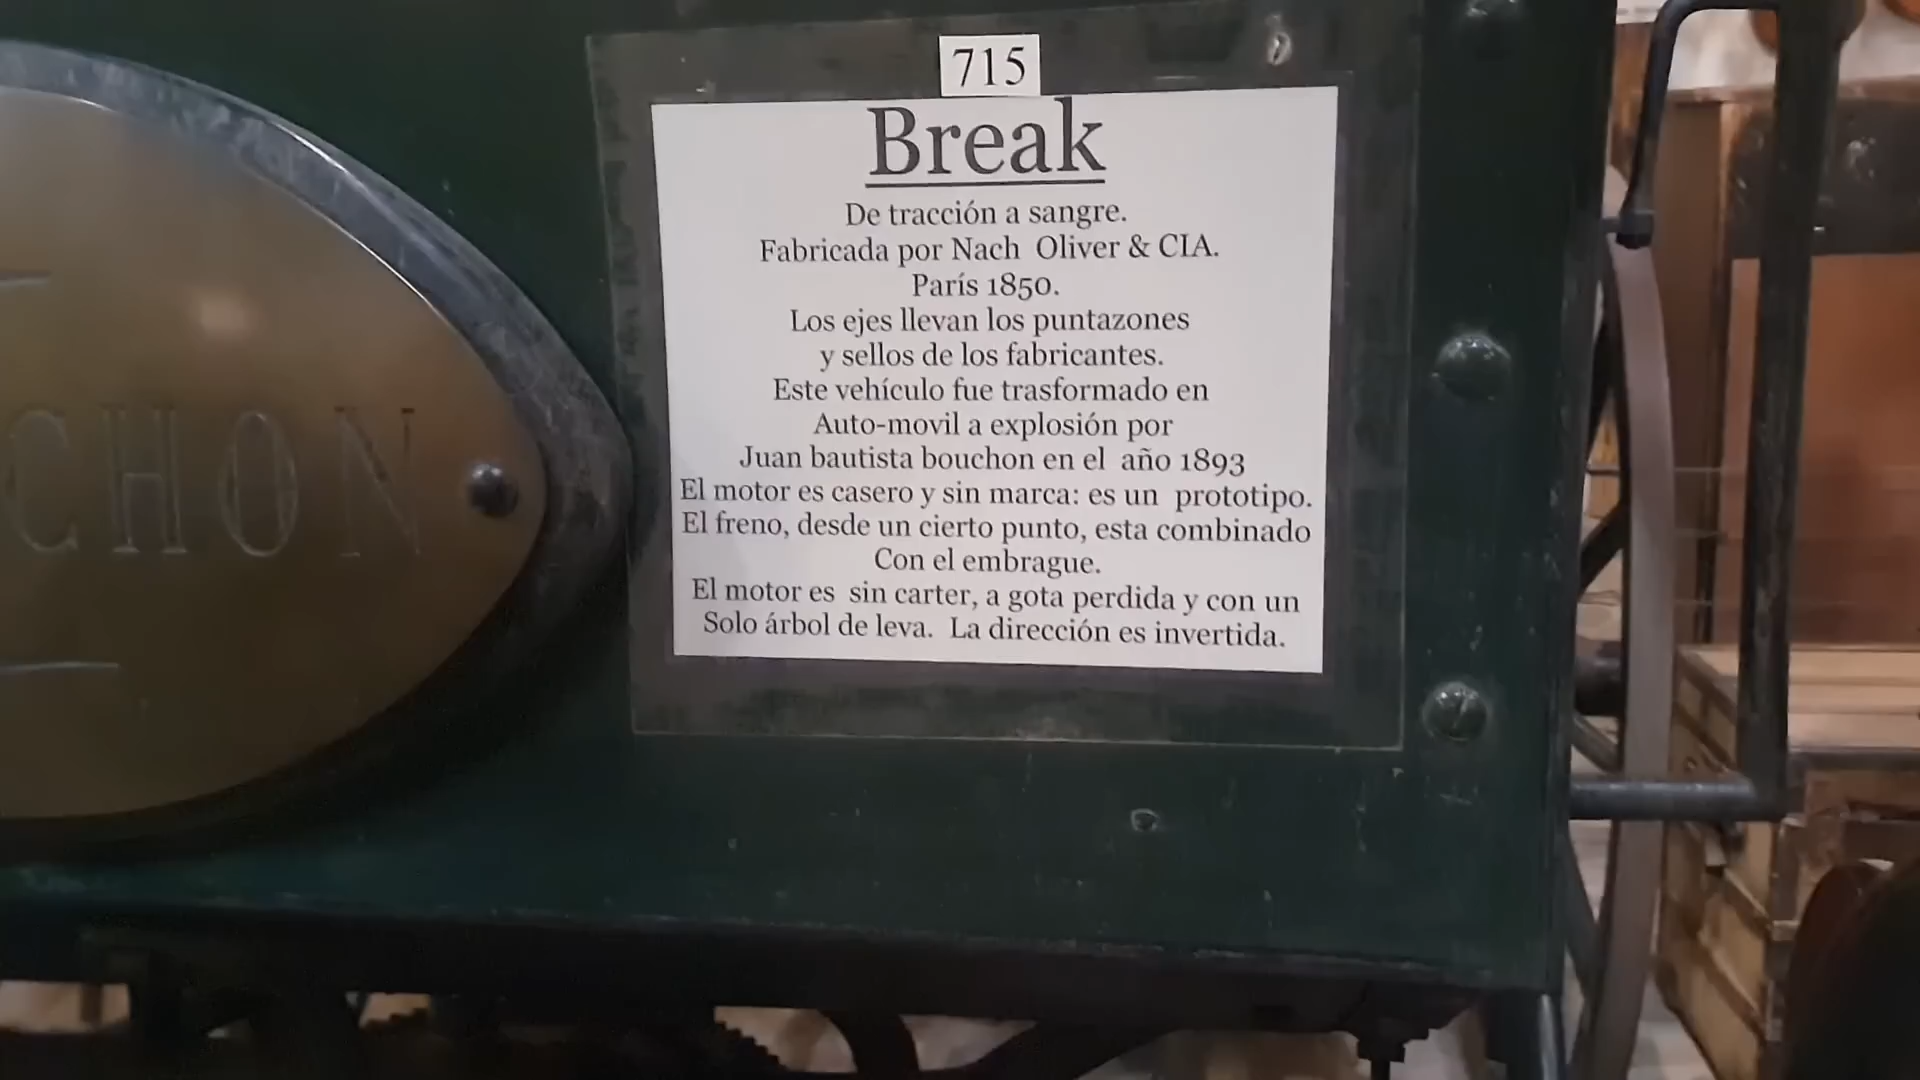 715
Break
De tracción a sangre.
Fabricada por Nach Oliver & CIA.
París 1850.
Los ejes llevan los puntazones
y sellos de los fabricantes.
Este vehículo fue trasformado en
Auto-movil a explosión por
Juan bautista bouchon en el año 1893
El motor es casero y sin marca: es un prototipo.
El freno, desde un cierto punto, esta combinado
Con el embrague.
El motor es sin carter, a gota perdida y con un
Solo árbol de leva. La dirección es invertida.
CHON